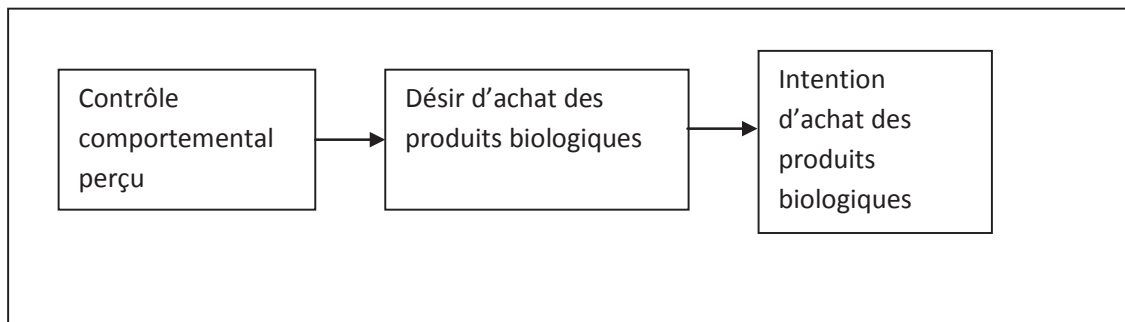 Contrôle
comportemental
perçu
Désir d’achat des
produits biologiques
Intention
d’achat des
produits
biologiques